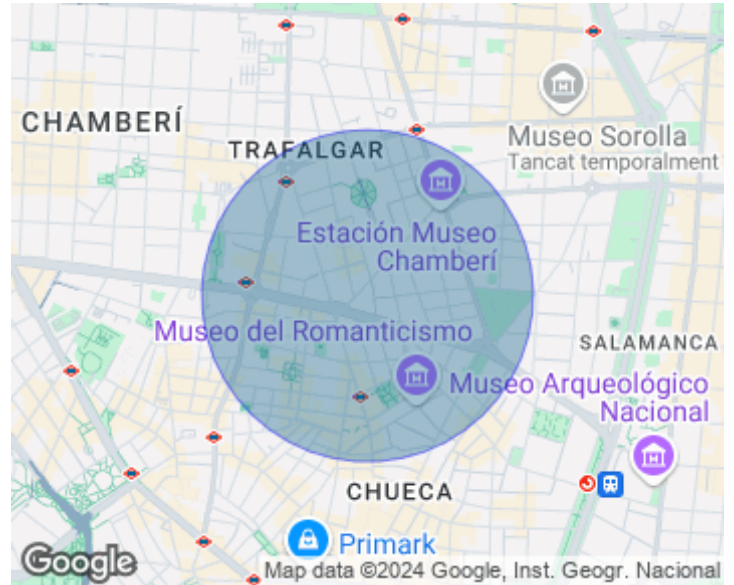 CHAMBERÍ
TRAFALGAR
Museo Sorolla
Tancat temporalment
Estación Museo
Chamberí
Museo del Romanticismo
SALAMANCA
Museo Arqueológico
Nacional
CHUECA
Primark
Google
Map data ©2024 Google, Inst. Geogr. Nacional